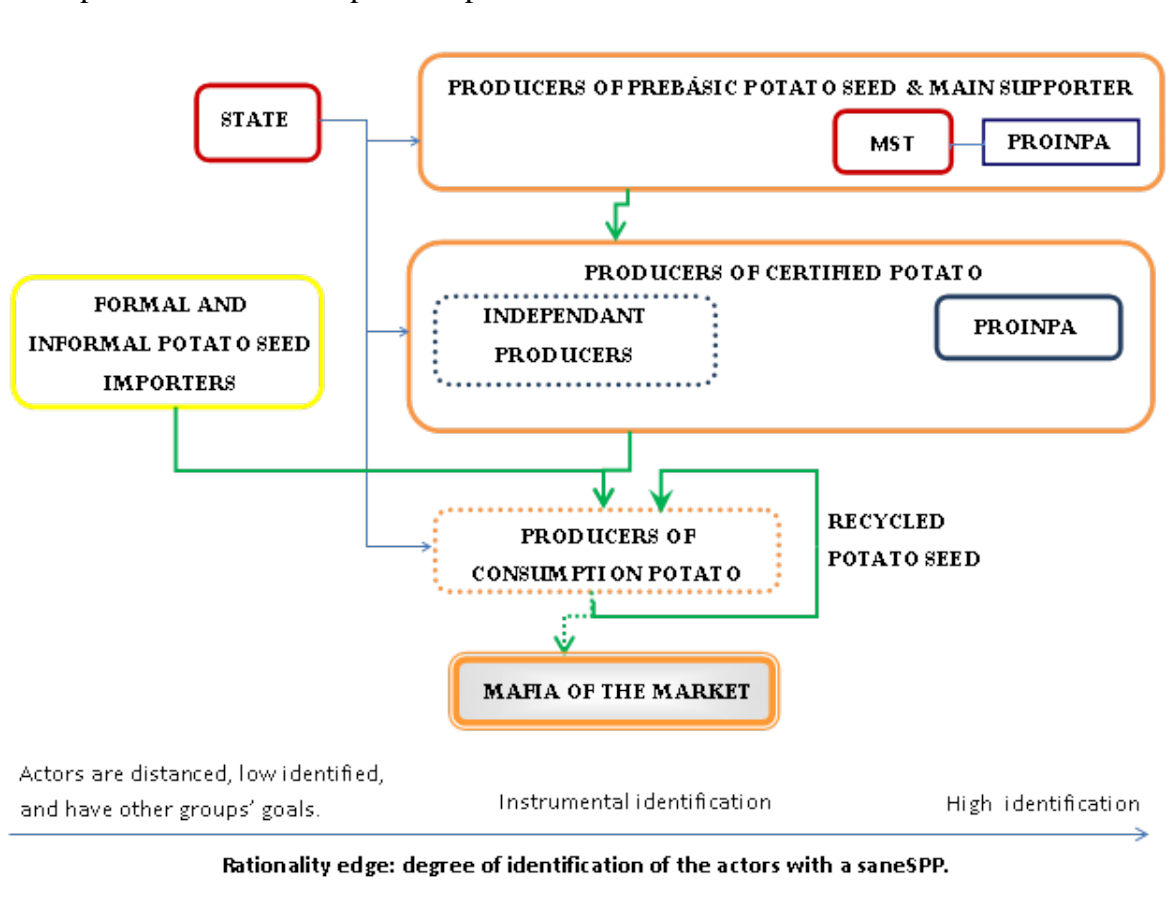 PRODUCERS OF PREBÁSIC POTATO SEED & MAIN SUPPORTER
STATE
MST
PROINPA
PRODUCERS OF CERTIFIED POTATO
FORMAL AND
INFORMAL POTATO SEED
IMPORTERS
INDEPENDANT
PRODUCERS
PROINPA
PRODUCERS OF
CONSUMPTION POTATO
RECYCLED
POTATO SEED
MAFIA OF THE MARKET
Actors are distanced, low identified,
and have other groups' goals.
Instrumental identification
High identification
Rationality edge: degree of identification of the actors with a saneSPP.